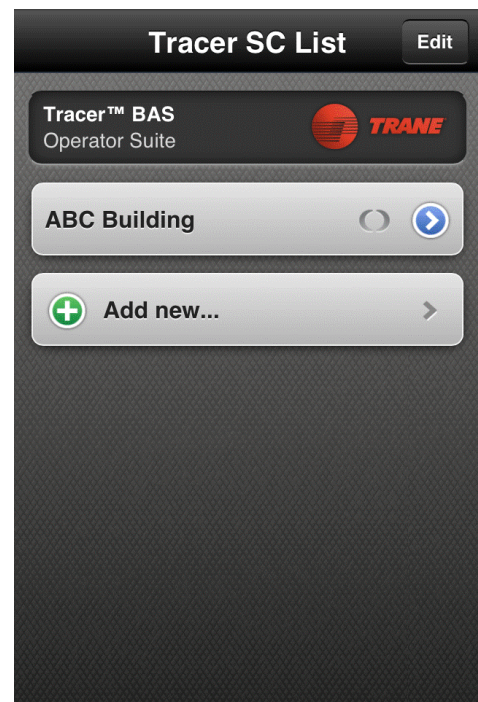 Tracer SC List
Edit
Tracer™ BAS
Operator Suite
TRANE
ABC Building
Add new...